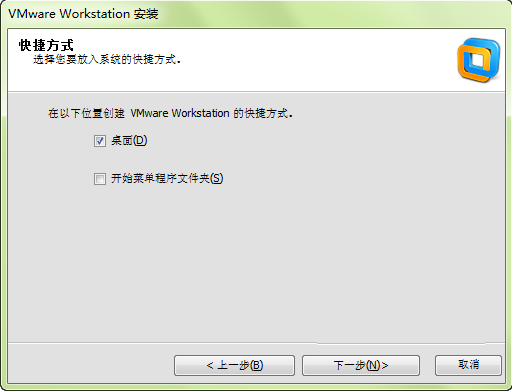 VMware Workstation 安装
快捷方式
选择您要放入系统的快捷方式。
在以下位置创建 VMware Workstation 的快捷方式。
桌面(D)
开始菜单程序文件夹(S)
< 上一步(B)
下一步(N)>
取消